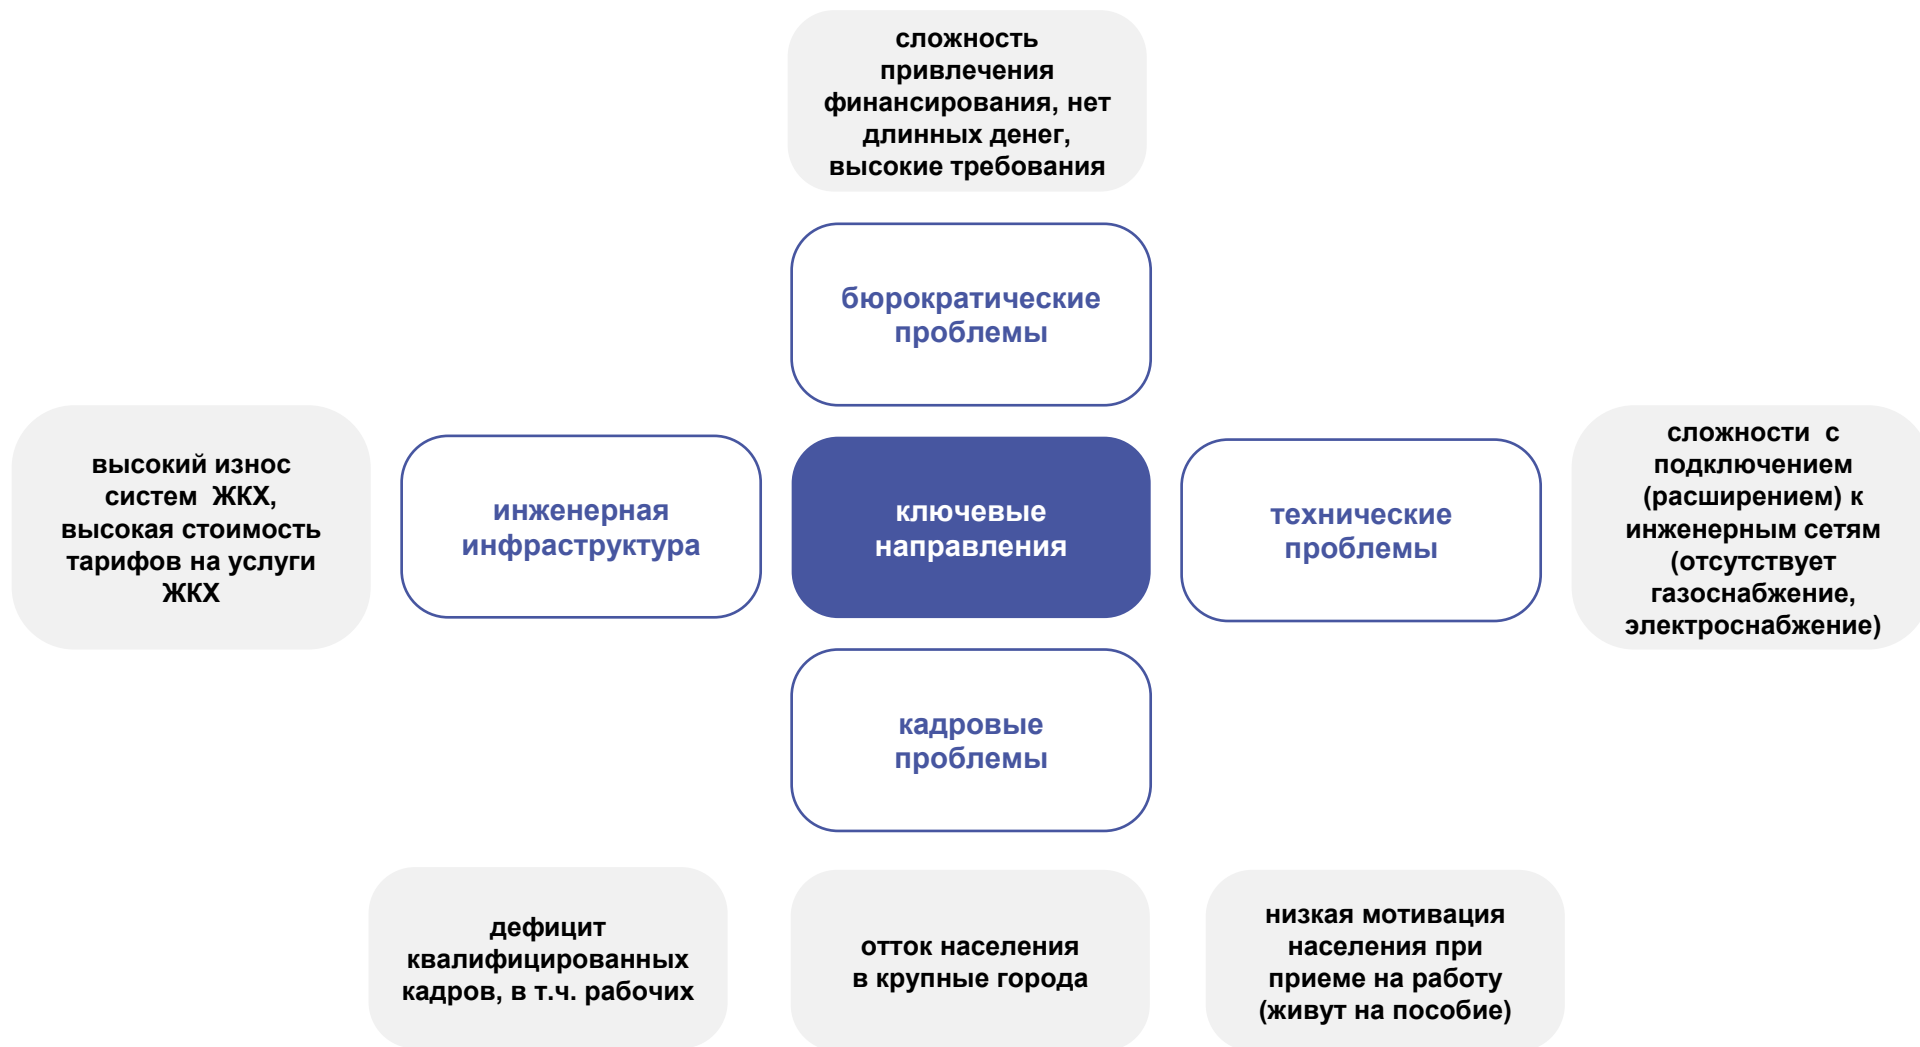 сложность
привлечения
финансирования, нет
длинных денег,
высокие требования
бюрократические
проблемы
высокий износ
систем  ЖКХ,
высокая стоимость
тарифов на услуги
ЖКХ
инженерная
инфраструктура
ключевые
направления
технические
проблемы
сложности  с
подключением
(расширением) к
инженерным сетям
(отсутствует
газоснабжение,
электроснабжение)
кадровые
проблемы
дефицит
квалифицированных
кадров, в т.ч. рабочих
отток населения
в крупные города
низкая мотивация
населения при
приеме на работу
(живут на пособие)